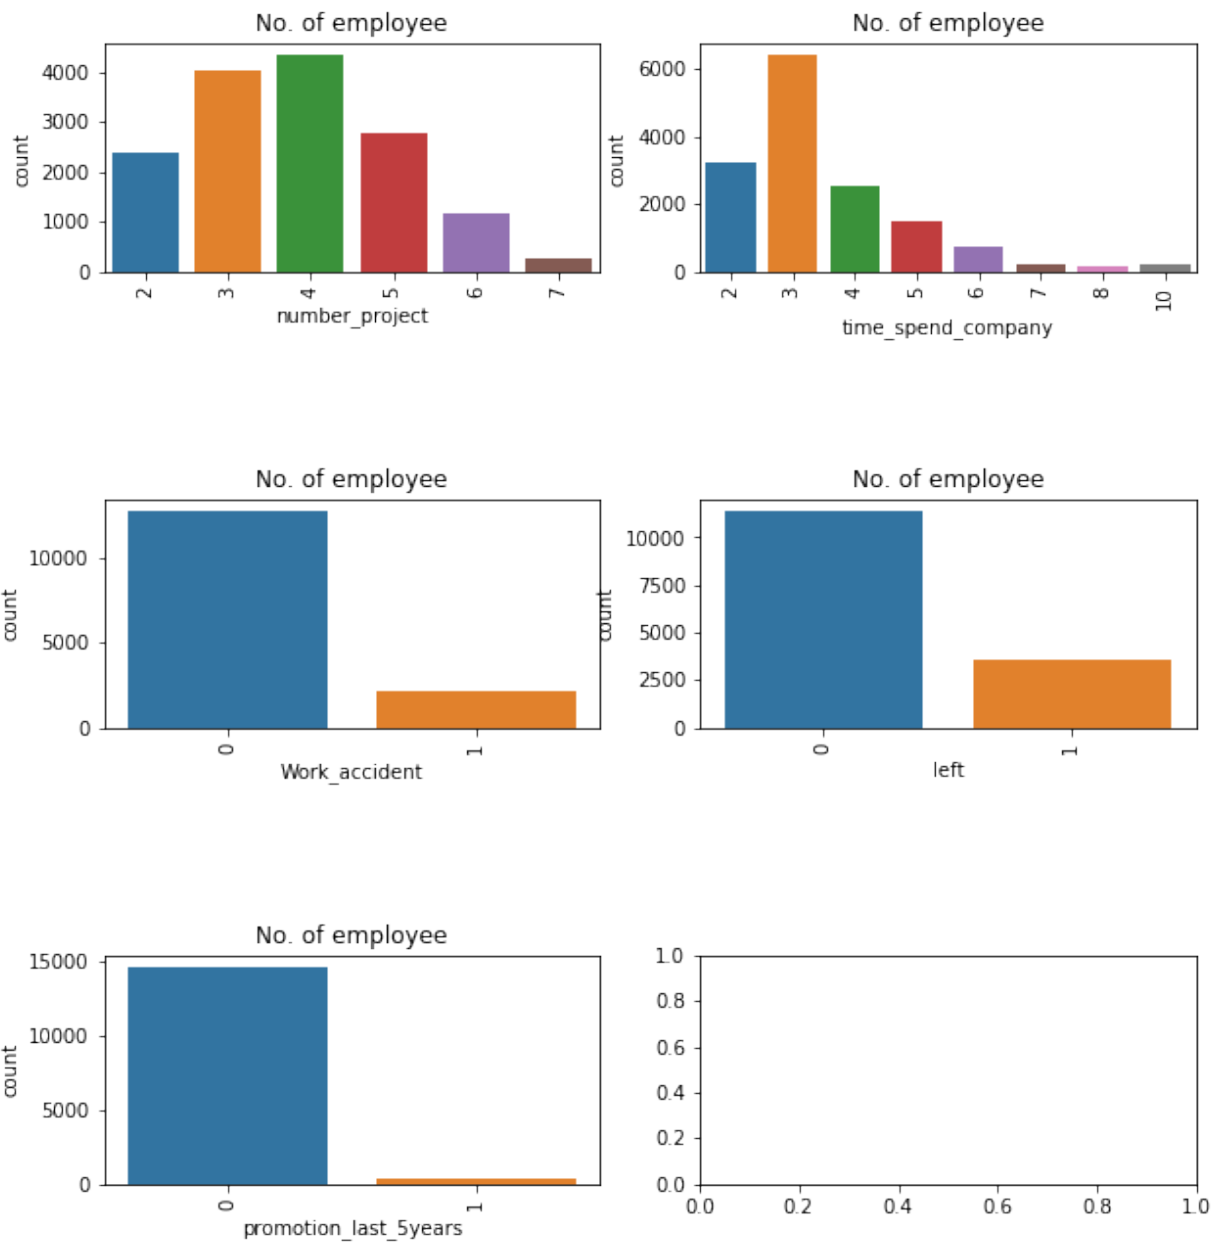 No. of employee
count
4000
3000
2000
1000
0
2 3 4 5 6 7
number_project
No. of employee
count
6000
4000
2000
0
2 3 4 5 6 7 8 10
time_spend_company
No. of employee
count
10000
5000
0
0 1
Work_accident
No. of employee
count
10000
7500
5000
2500
0
0 1
left
No. of employee
count
15000
10000
5000
0
0 1
promotion_last_5years
1.0
0.8
0.6
0.4
0.2
0.0
0.0 0.2 0.4 0.6 0.8 1.0